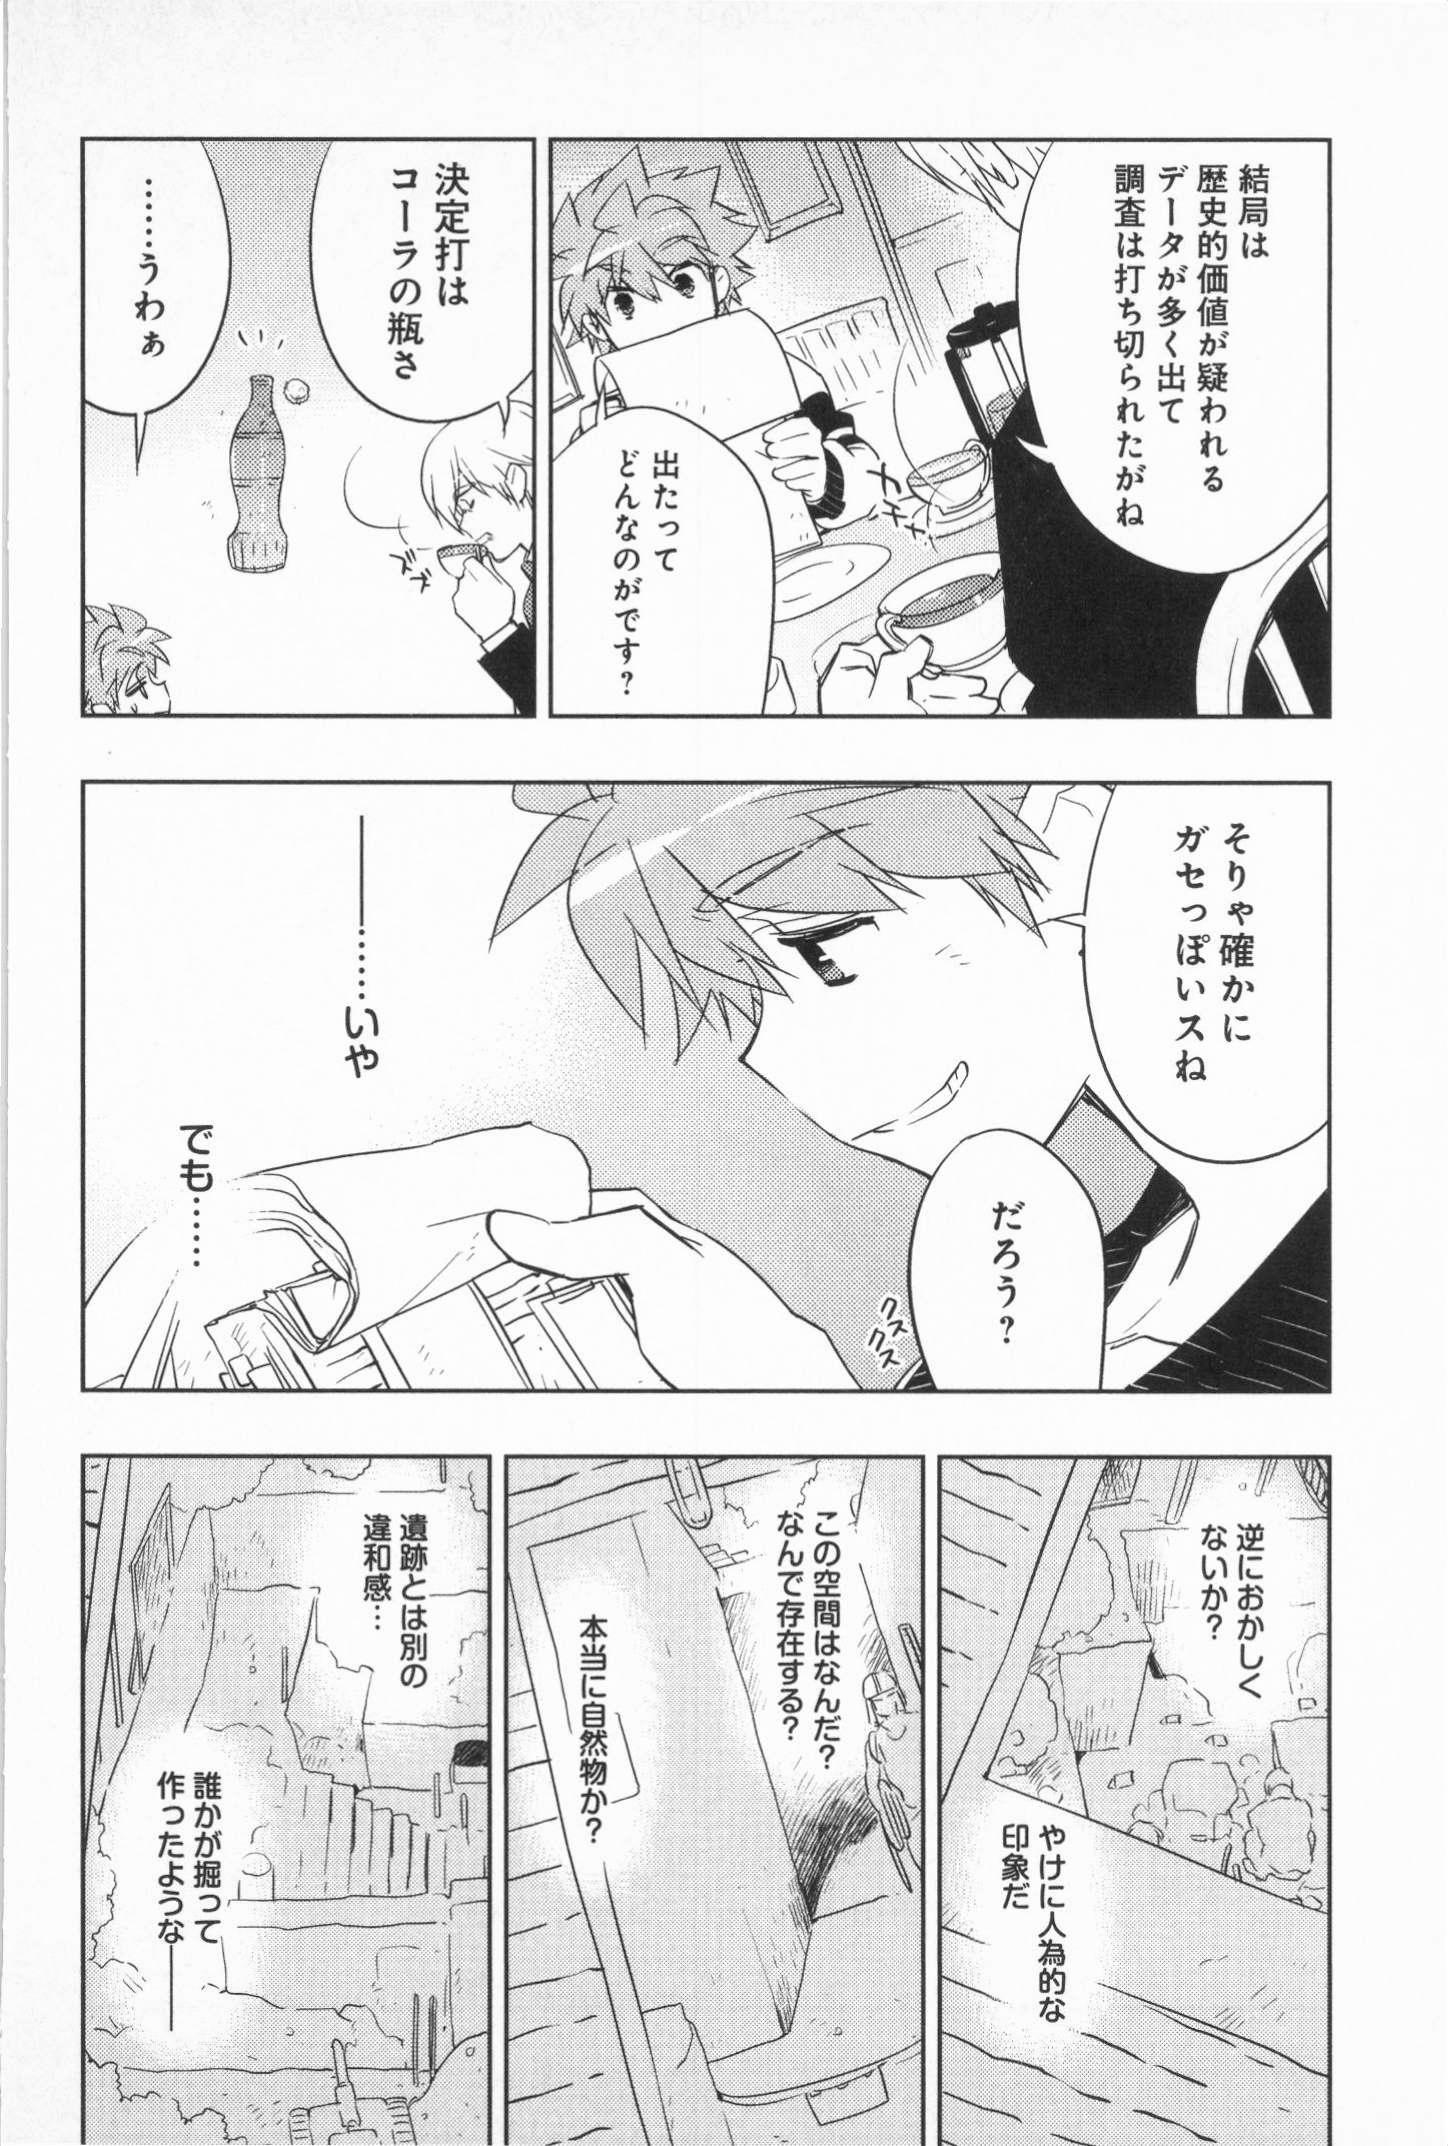 結局は
歴史的価値が疑われる
データが多く出て
調査は打ち切られたがね
カチャカチャ
出たって
どんなのがです？
決定打は
コーラの瓶さ
ズズ
……うわぁ
そりゃ確かに
ガセっぽいスね
だろう？
クスクス
――……いや
でも……
逆におかしく
ないか？
やけに人為的な
印象だ
この空間はなんだ？
なんで存在する？
本当に自然物か？
遺跡とは別の
違和感…
誰かが掘って
作ったような――